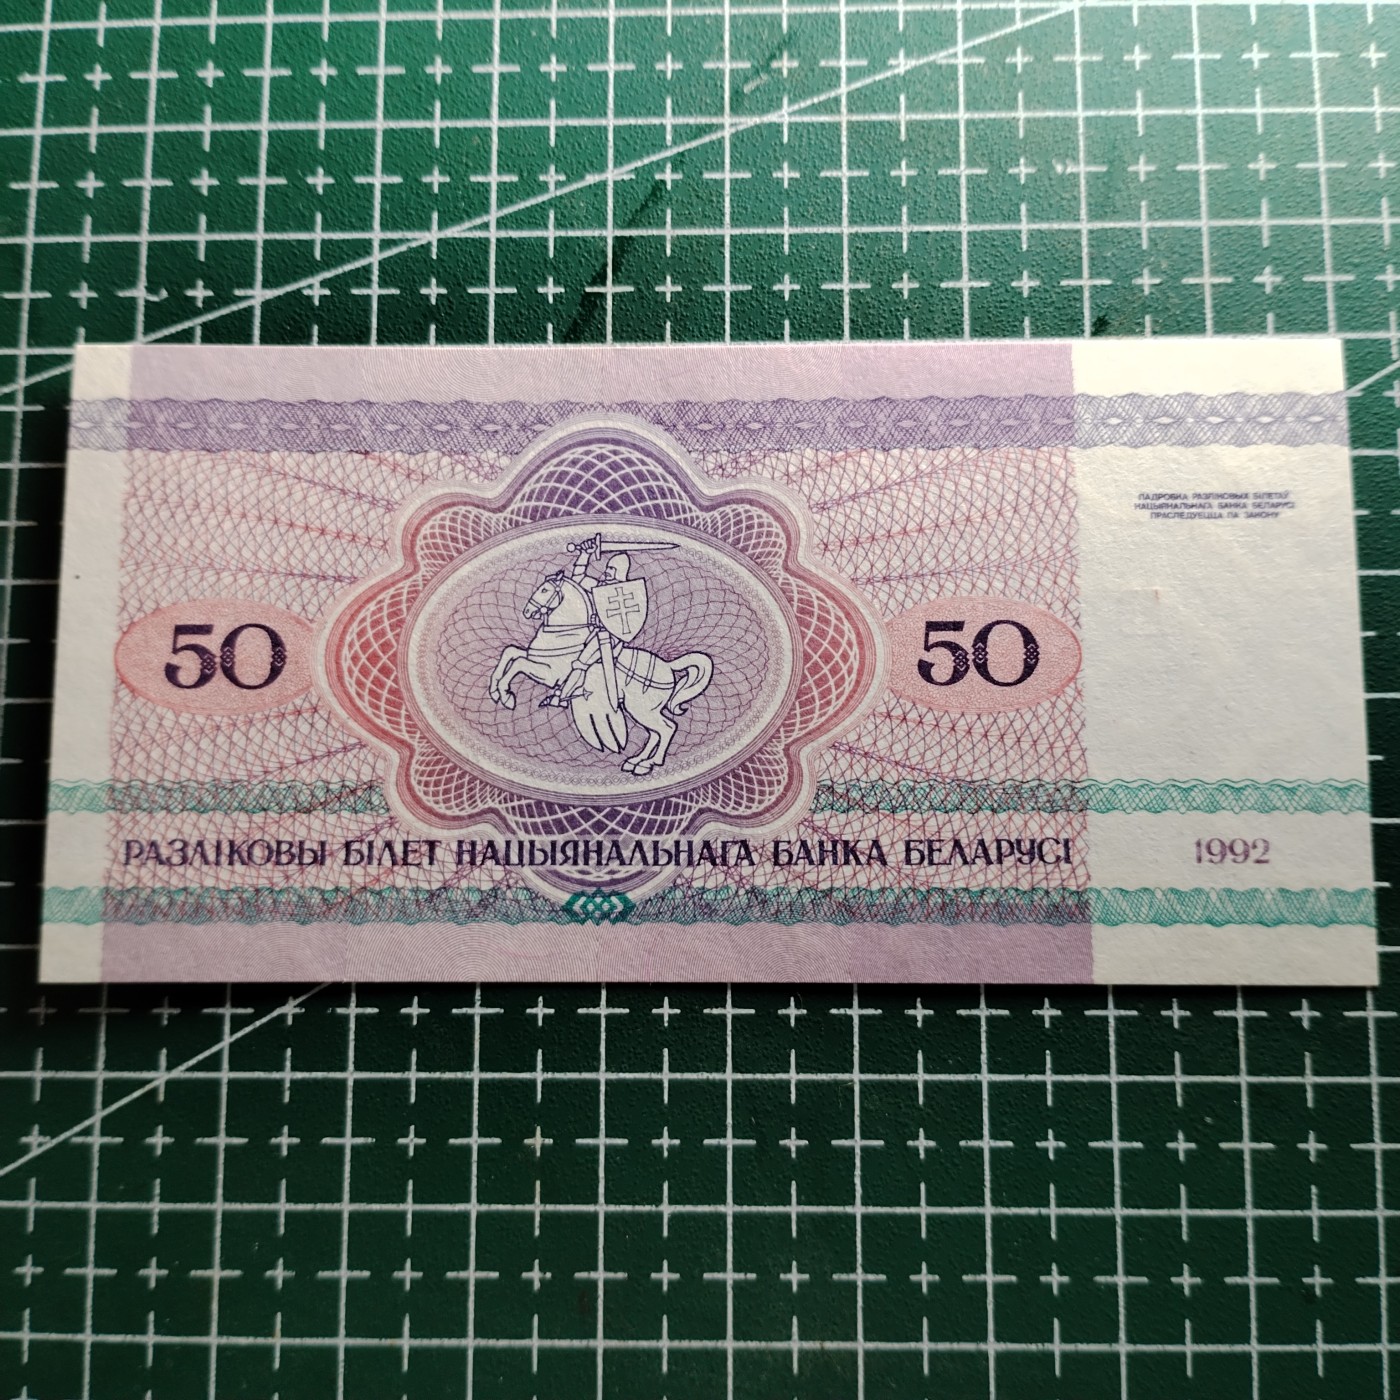 ПАДРОБКА РАЗЛІКОВЫХ БІЛЕТАЎ
НАЦЫЯНАЛЬНАГА БАНКА БЕЛАРУСІ
ПРАСЛЕДУЕЦЦА ПА ЗАКОНУ
50 50
РАЗЛІКОВЫ БІЛЕТ НАЦЫЯНАЛЬНАГА БАНКА БЕЛАРУСІ 1992